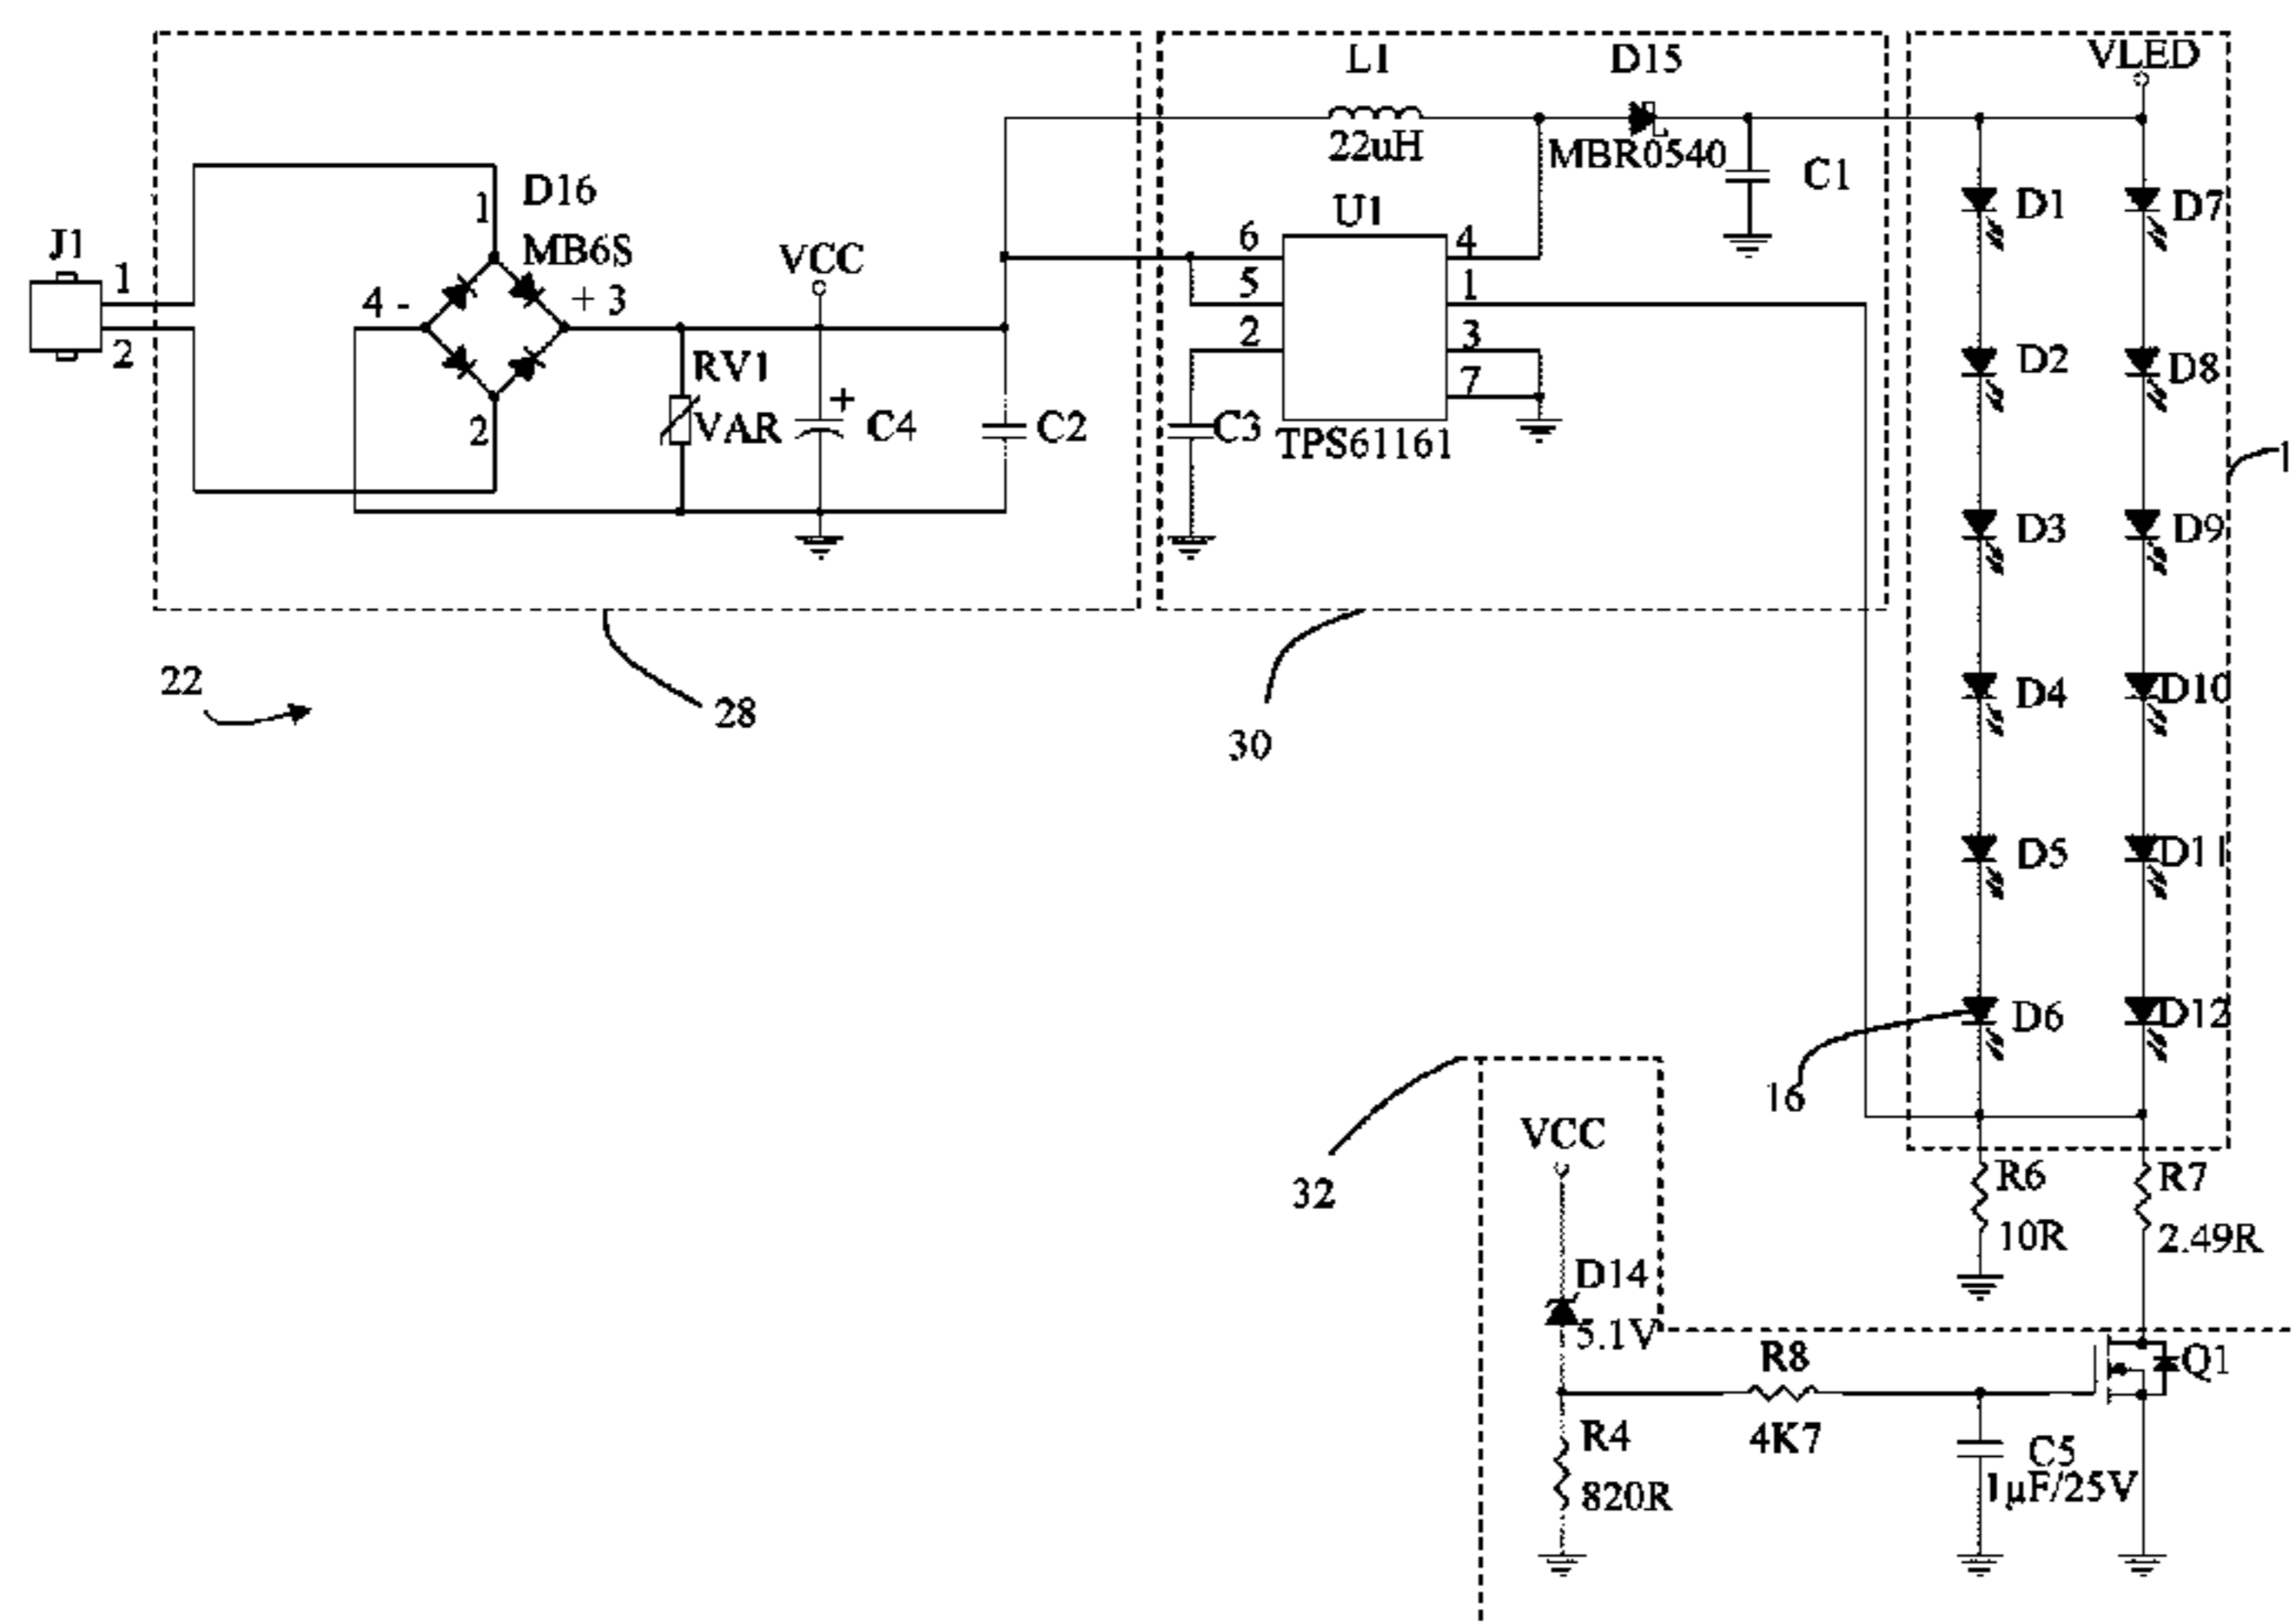 J1
1
2
1
D16
MB6S
4 -
+ 3
2
VCC
RV1
VAR
+
C4
C2
L1
22uH
D15
MBR0540
C1
U1
6
5
2
4
1
3
7
TPS61161
C3
VLED
D1
D7
D2
D8
D3
D9
D4
D10
D5
D11
D6
D12
1
22
28
30
16
32
VCC
R6
10R
R7
2.49R
D14
5.1V
R8
4K7
Q1
R4
820R
C5
1µF/25V